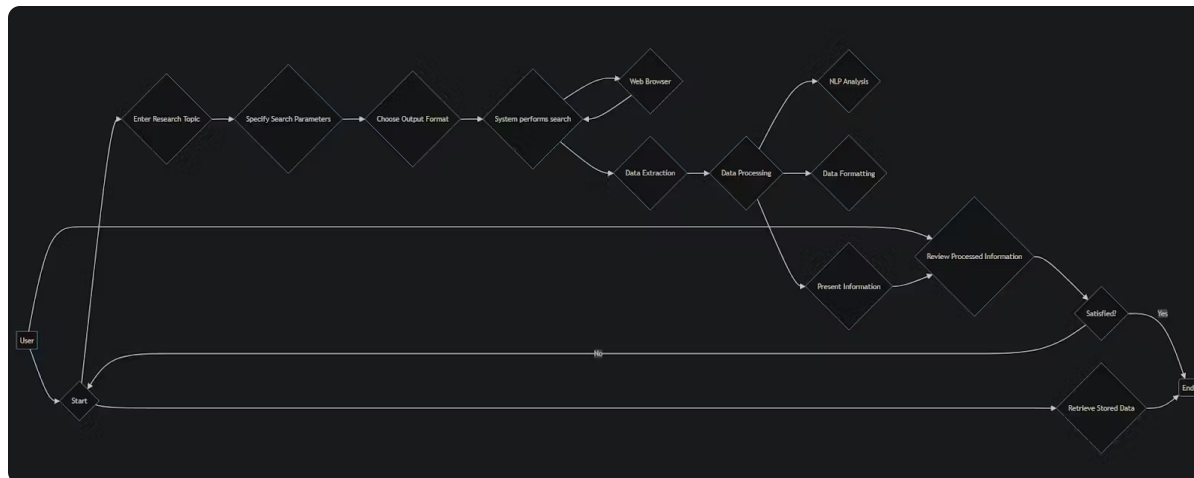 Web Browser
NLP Analysis
Enter Research Topic
Specify Search Parameters
Choose Output Format
System performs search
Data Extraction
Data Processing
Data Formatting
Review Processed Information
Present Information
Satisfied?
Yes
User
No
End
Start
Retrieve Stored Data